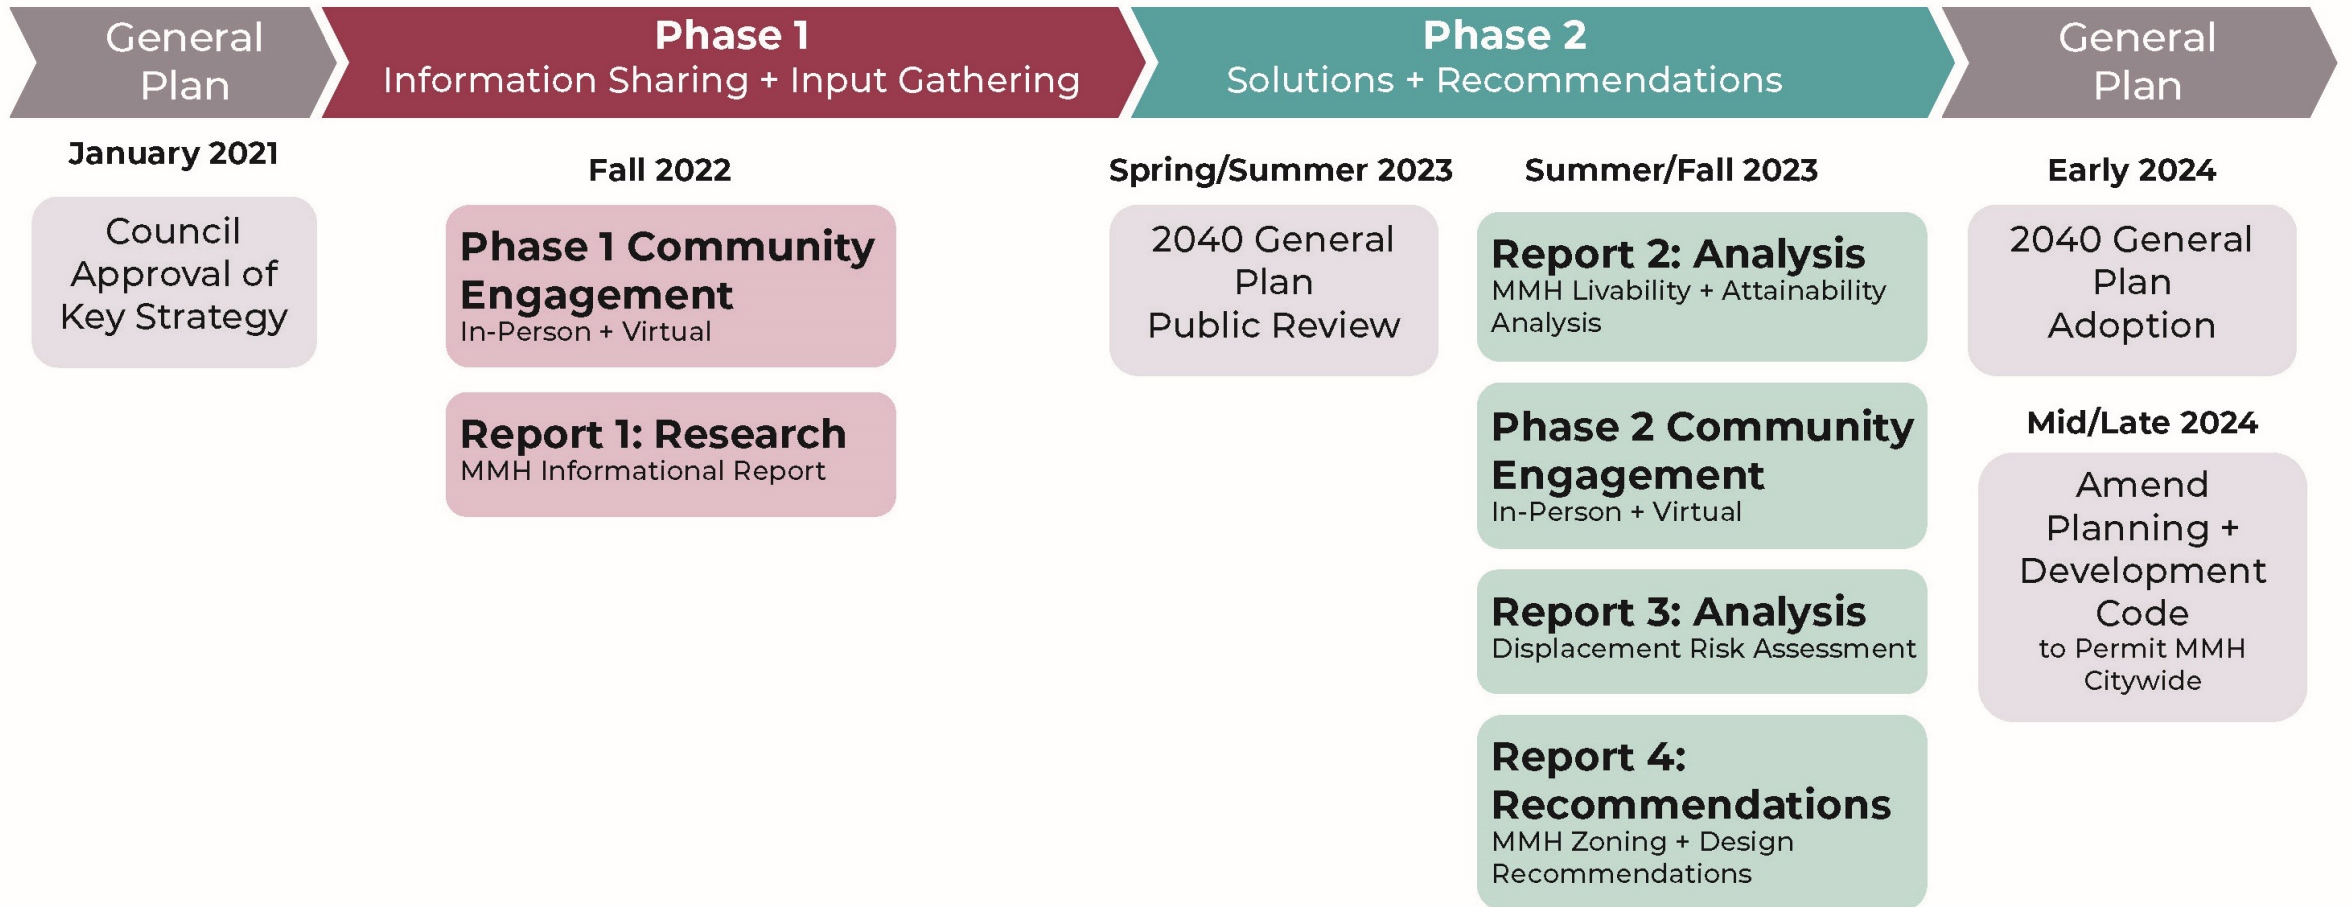 General
Plan
Phase 1
Information Sharing + Input Gathering
Phase 2
Solutions + Recommendations
General
Plan
January 2021
Council
Approval of
Key Strategy
Fall 2022
Phase 1 Community
Engagement
In-Person + Virtual
Report 1: Research
MMH Informational Report
Spring/Summer 2023
2040 General
Plan
Public Review
Summer/Fall 2023
Report 2: Analysis
MMH Livability + Attainability
Analysis
Phase 2 Community
Engagement
In-Person + Virtual
Report 3: Analysis
Displacement Risk Assessment
Report 4:
Recommendations
MMH Zoning + Design
Recommendations
Early 2024
2040 General
Plan
Adoption
Mid/Late 2024
Amend
Planning +
Development
Code
to Permit MMH
Citywide